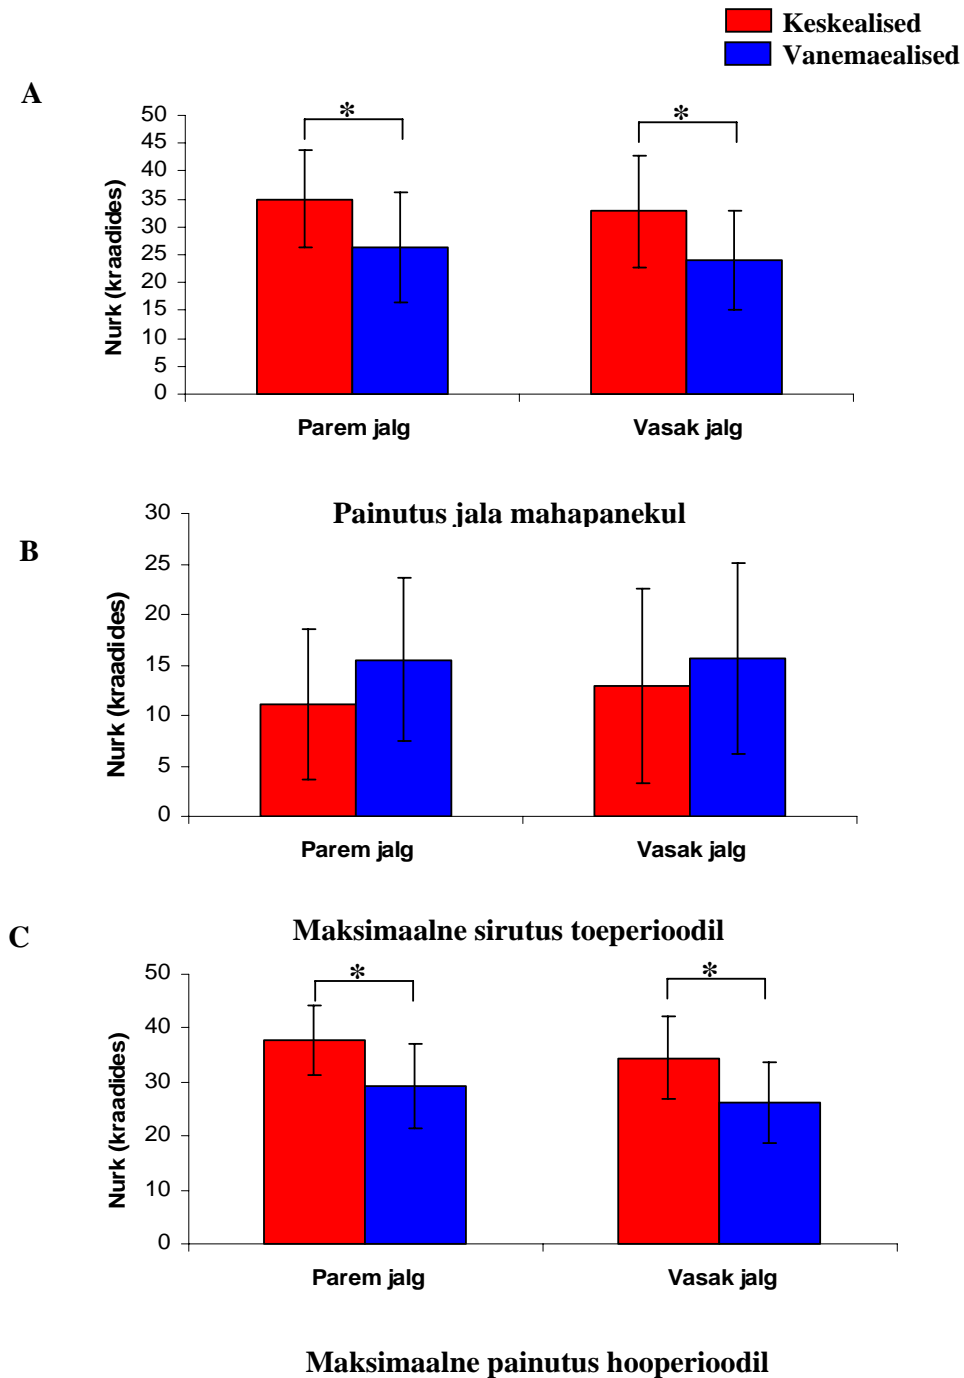 Keskealised
Vanemaealised
A
50
45
40
35
30
25
20
15
10
5
0
Nurk (kraadides)
*
*
Parem jalg
Vasak jalg
Painutus jala mahapanekul
B
30
25
20
15
10
5
0
Nurk (kraadides)
Parem jalg
Vasak jalg
Maksimaalne sirutus toeperioodil
C
50
40
30
20
10
0
Nurk (kraadides)
*
*
Parem jalg
Vasak jalg
Maksimaalne painutus hooperioodil